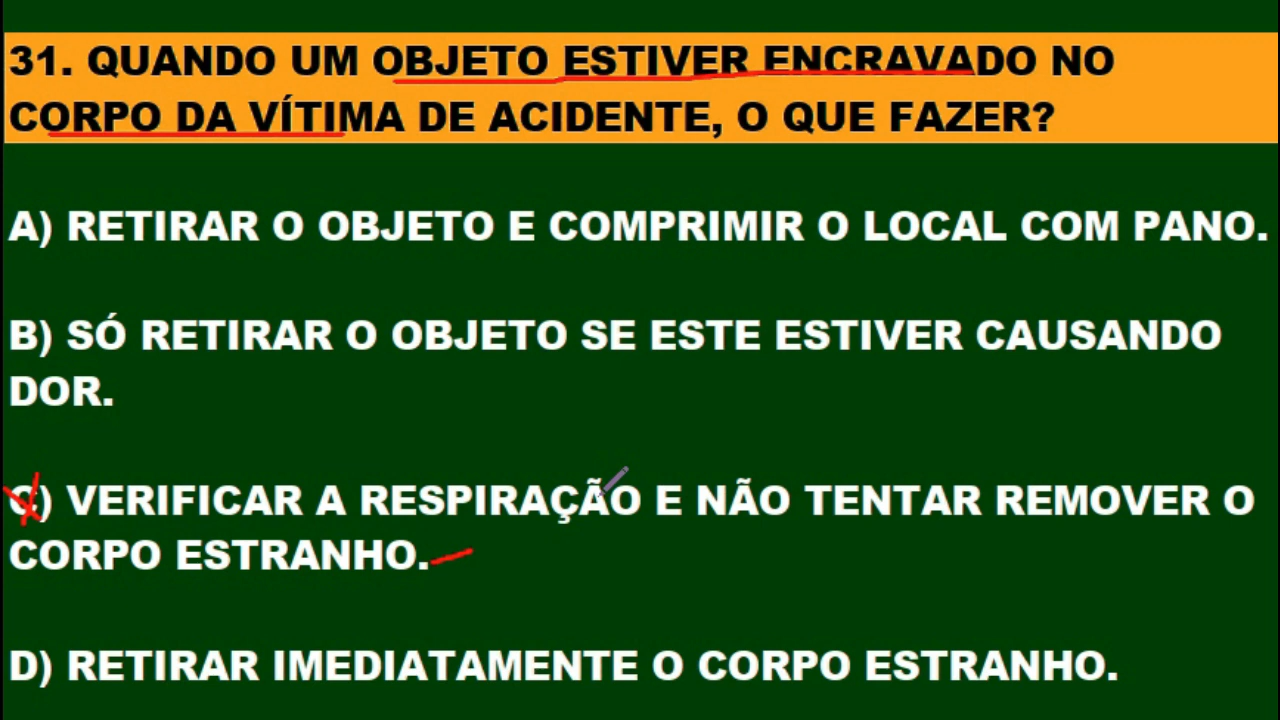 31. QUANDO UM OBJETO ESTIVER ENCRAVADO NO
CORPO DA VÍTIMA DE ACIDENTE, O QUE FAZER?
A) RETIRAR O OBJETO E COMPRIMIR O LOCAL COM PANO.
B) SÓ RETIRAR O OBJETO SE ESTE ESTIVER CAUSANDO
DOR.
C) VERIFICAR A RESPIRAÇÃO E NÃO TENTAR REMOVER O
CORPO ESTRANHO.
D) RETIRAR IMEDIATAMENTE O CORPO ESTRANHO.